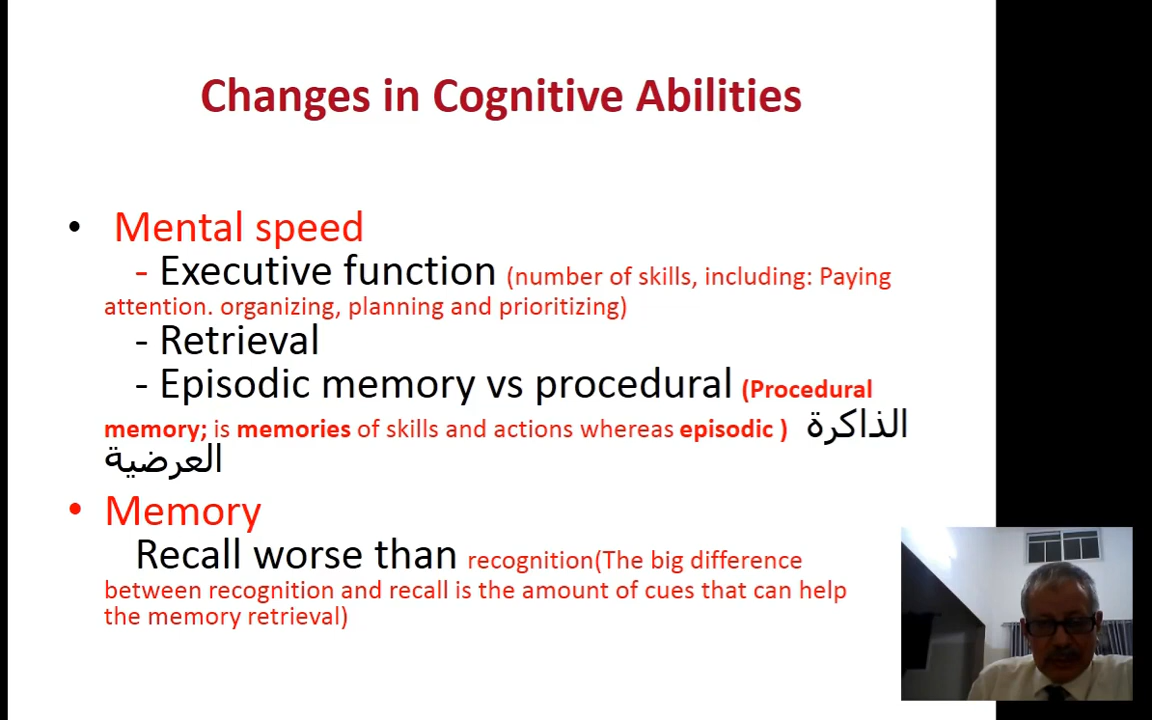 Changes in Cognitive Abilities
• Mental speed
- Executive function (number of skills, including: Paying
attention. organizing, planning and prioritizing)
- Retrieval
- Episodic memory vs procedural (Procedural
memory; is memories of skills and actions whereas episodic ) الذاكرة
العرضية
• Memory
Recall worse than recognition(The big difference
between recognition and recall is the amount of cues that can help
the memory retrieval)